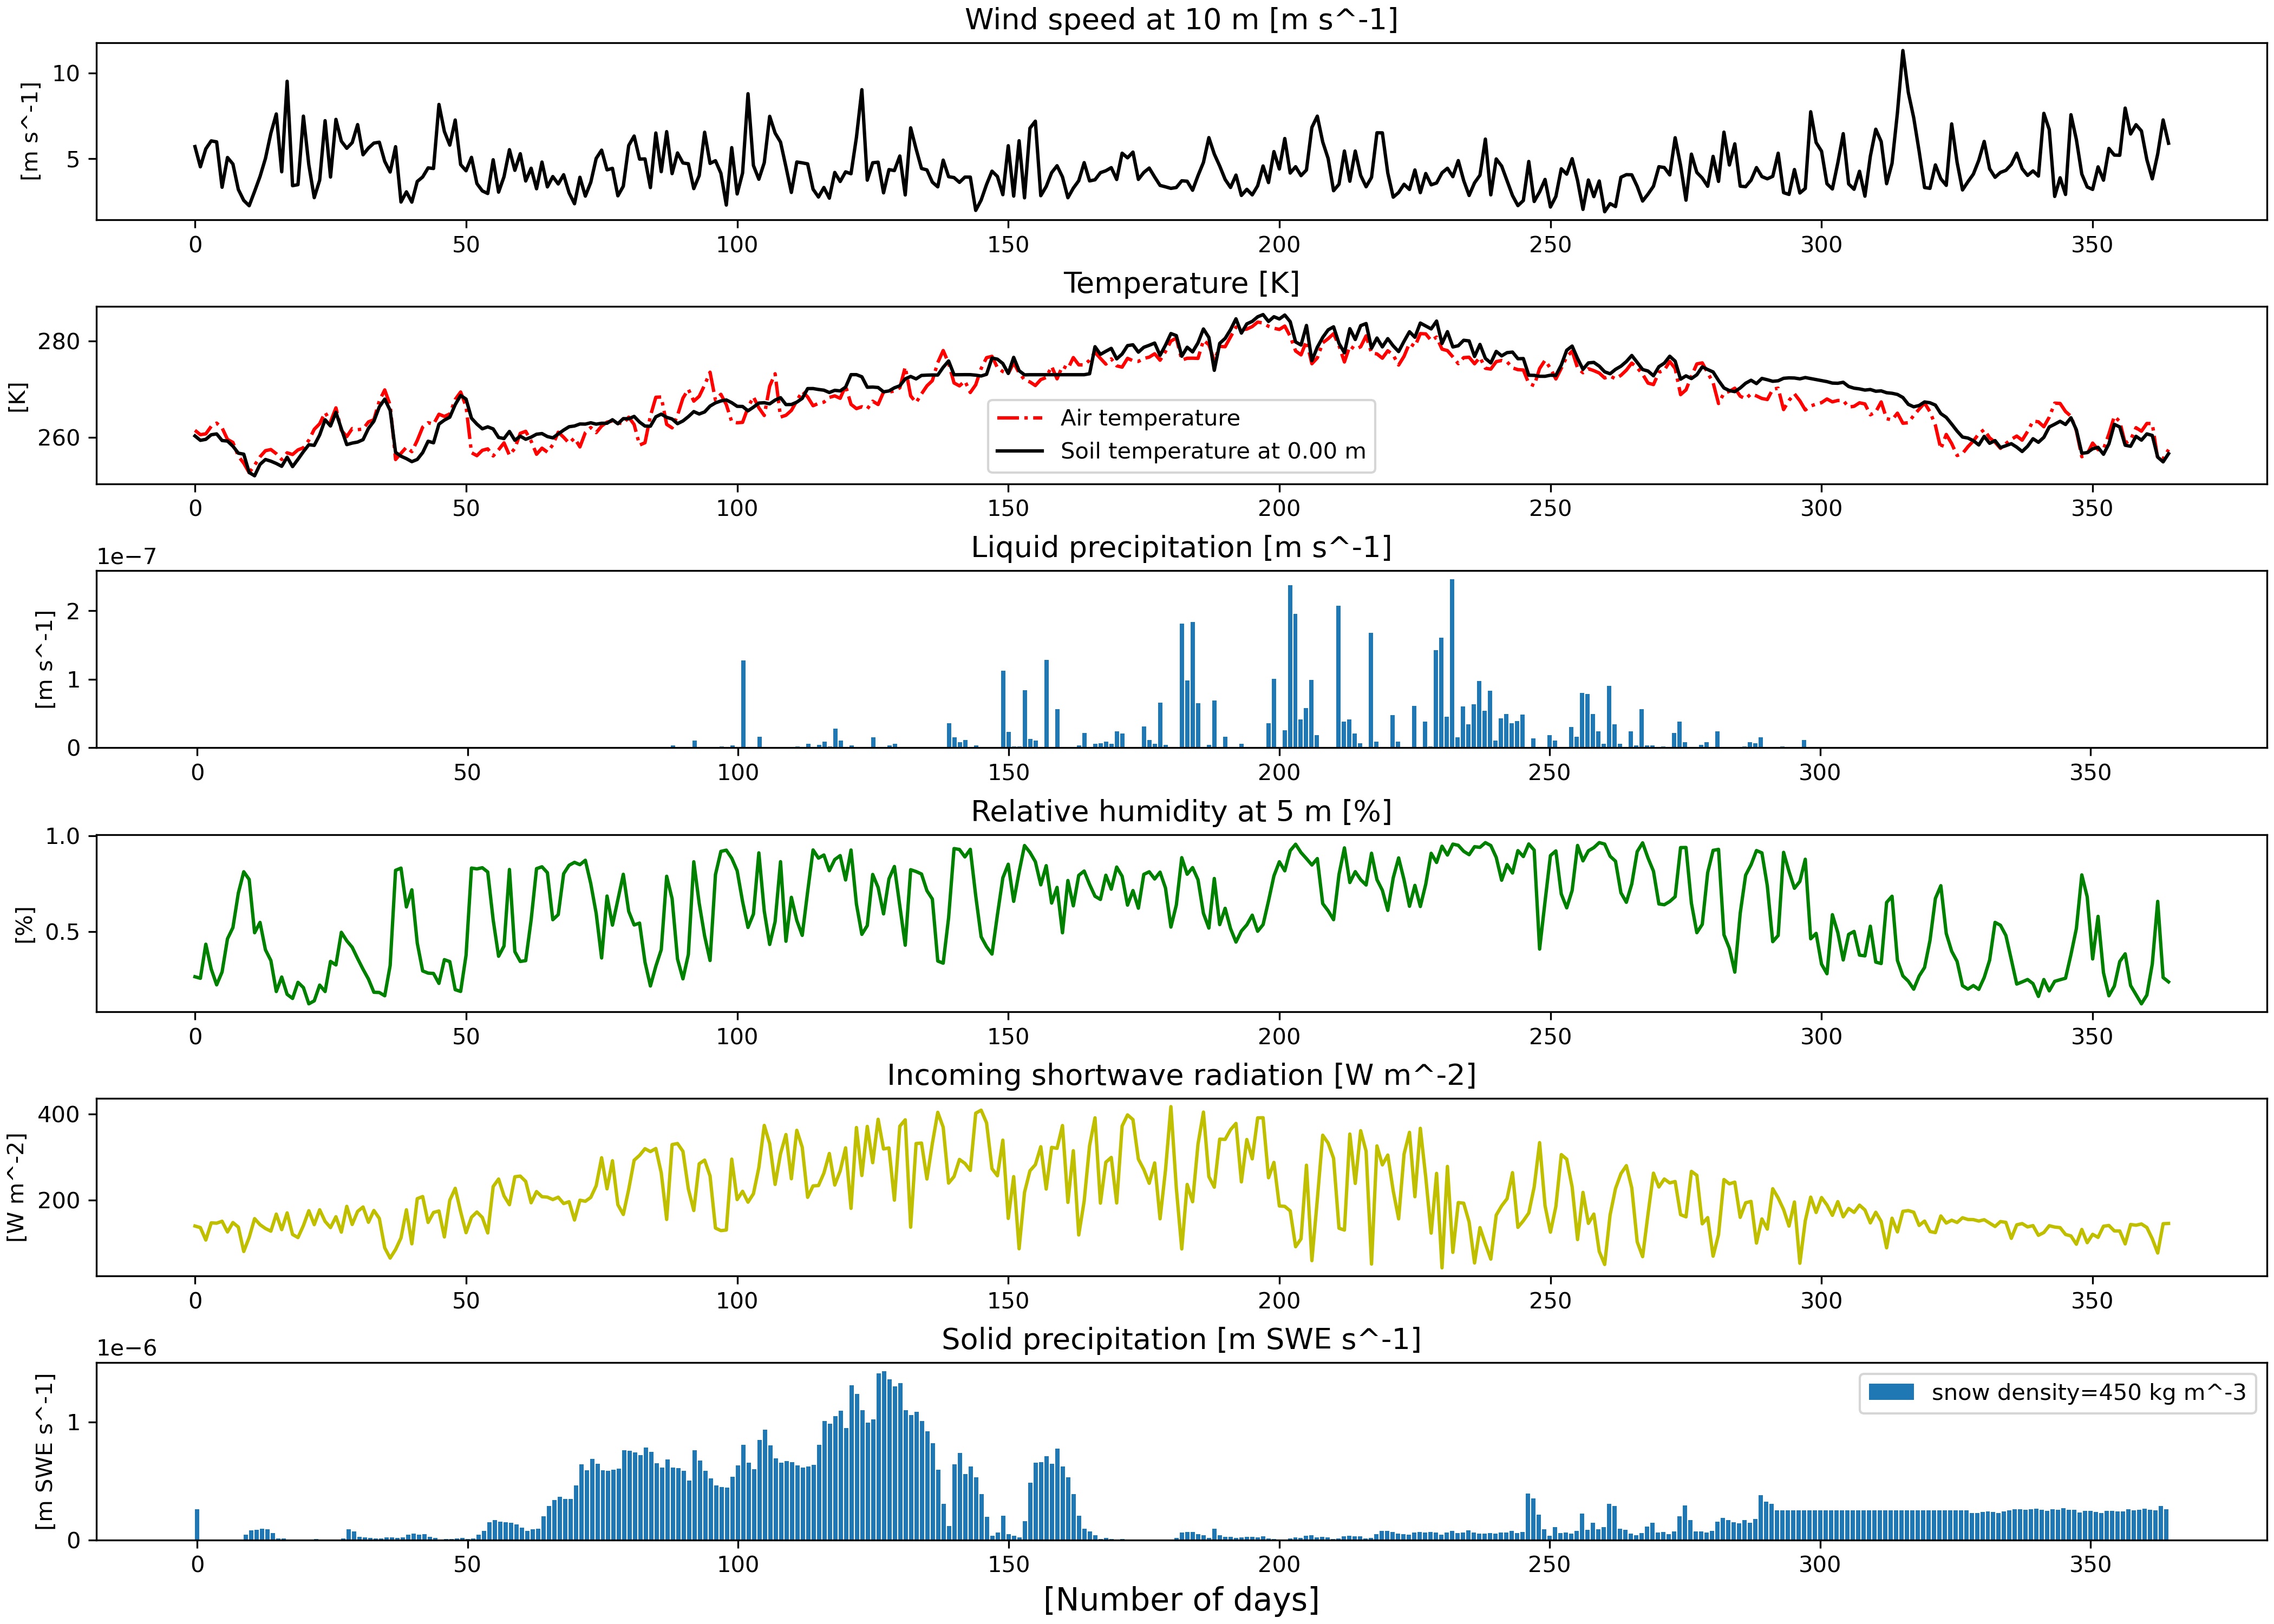 Wind speed at 10 m [m s^-1]
[m s^-1]
10
5
0 50 100 150 200 250 300 350
Temperature [K]
[K]
280
260
Air temperature
Soil temperature at 0.00 m
0 50 100 150 200 250 300 350
1e−7
Liquid precipitation [m s^-1]
[m s^-1]
2
1
0
0 50 100 150 200 250 300 350
Relative humidity at 5 m [%]
[%]
1.0
0.5
0 50 100 150 200 250 300 350
Incoming shortwave radiation [W m^-2]
[W m^-2]
400
200
0 50 100 150 200 250 300 350
1e−6
Solid precipitation [m SWE s^-1]
[m SWE s^-1]
snow density=450 kg m^-3
1
0
0 50 100 150 200 250 300 350
[Number of days]